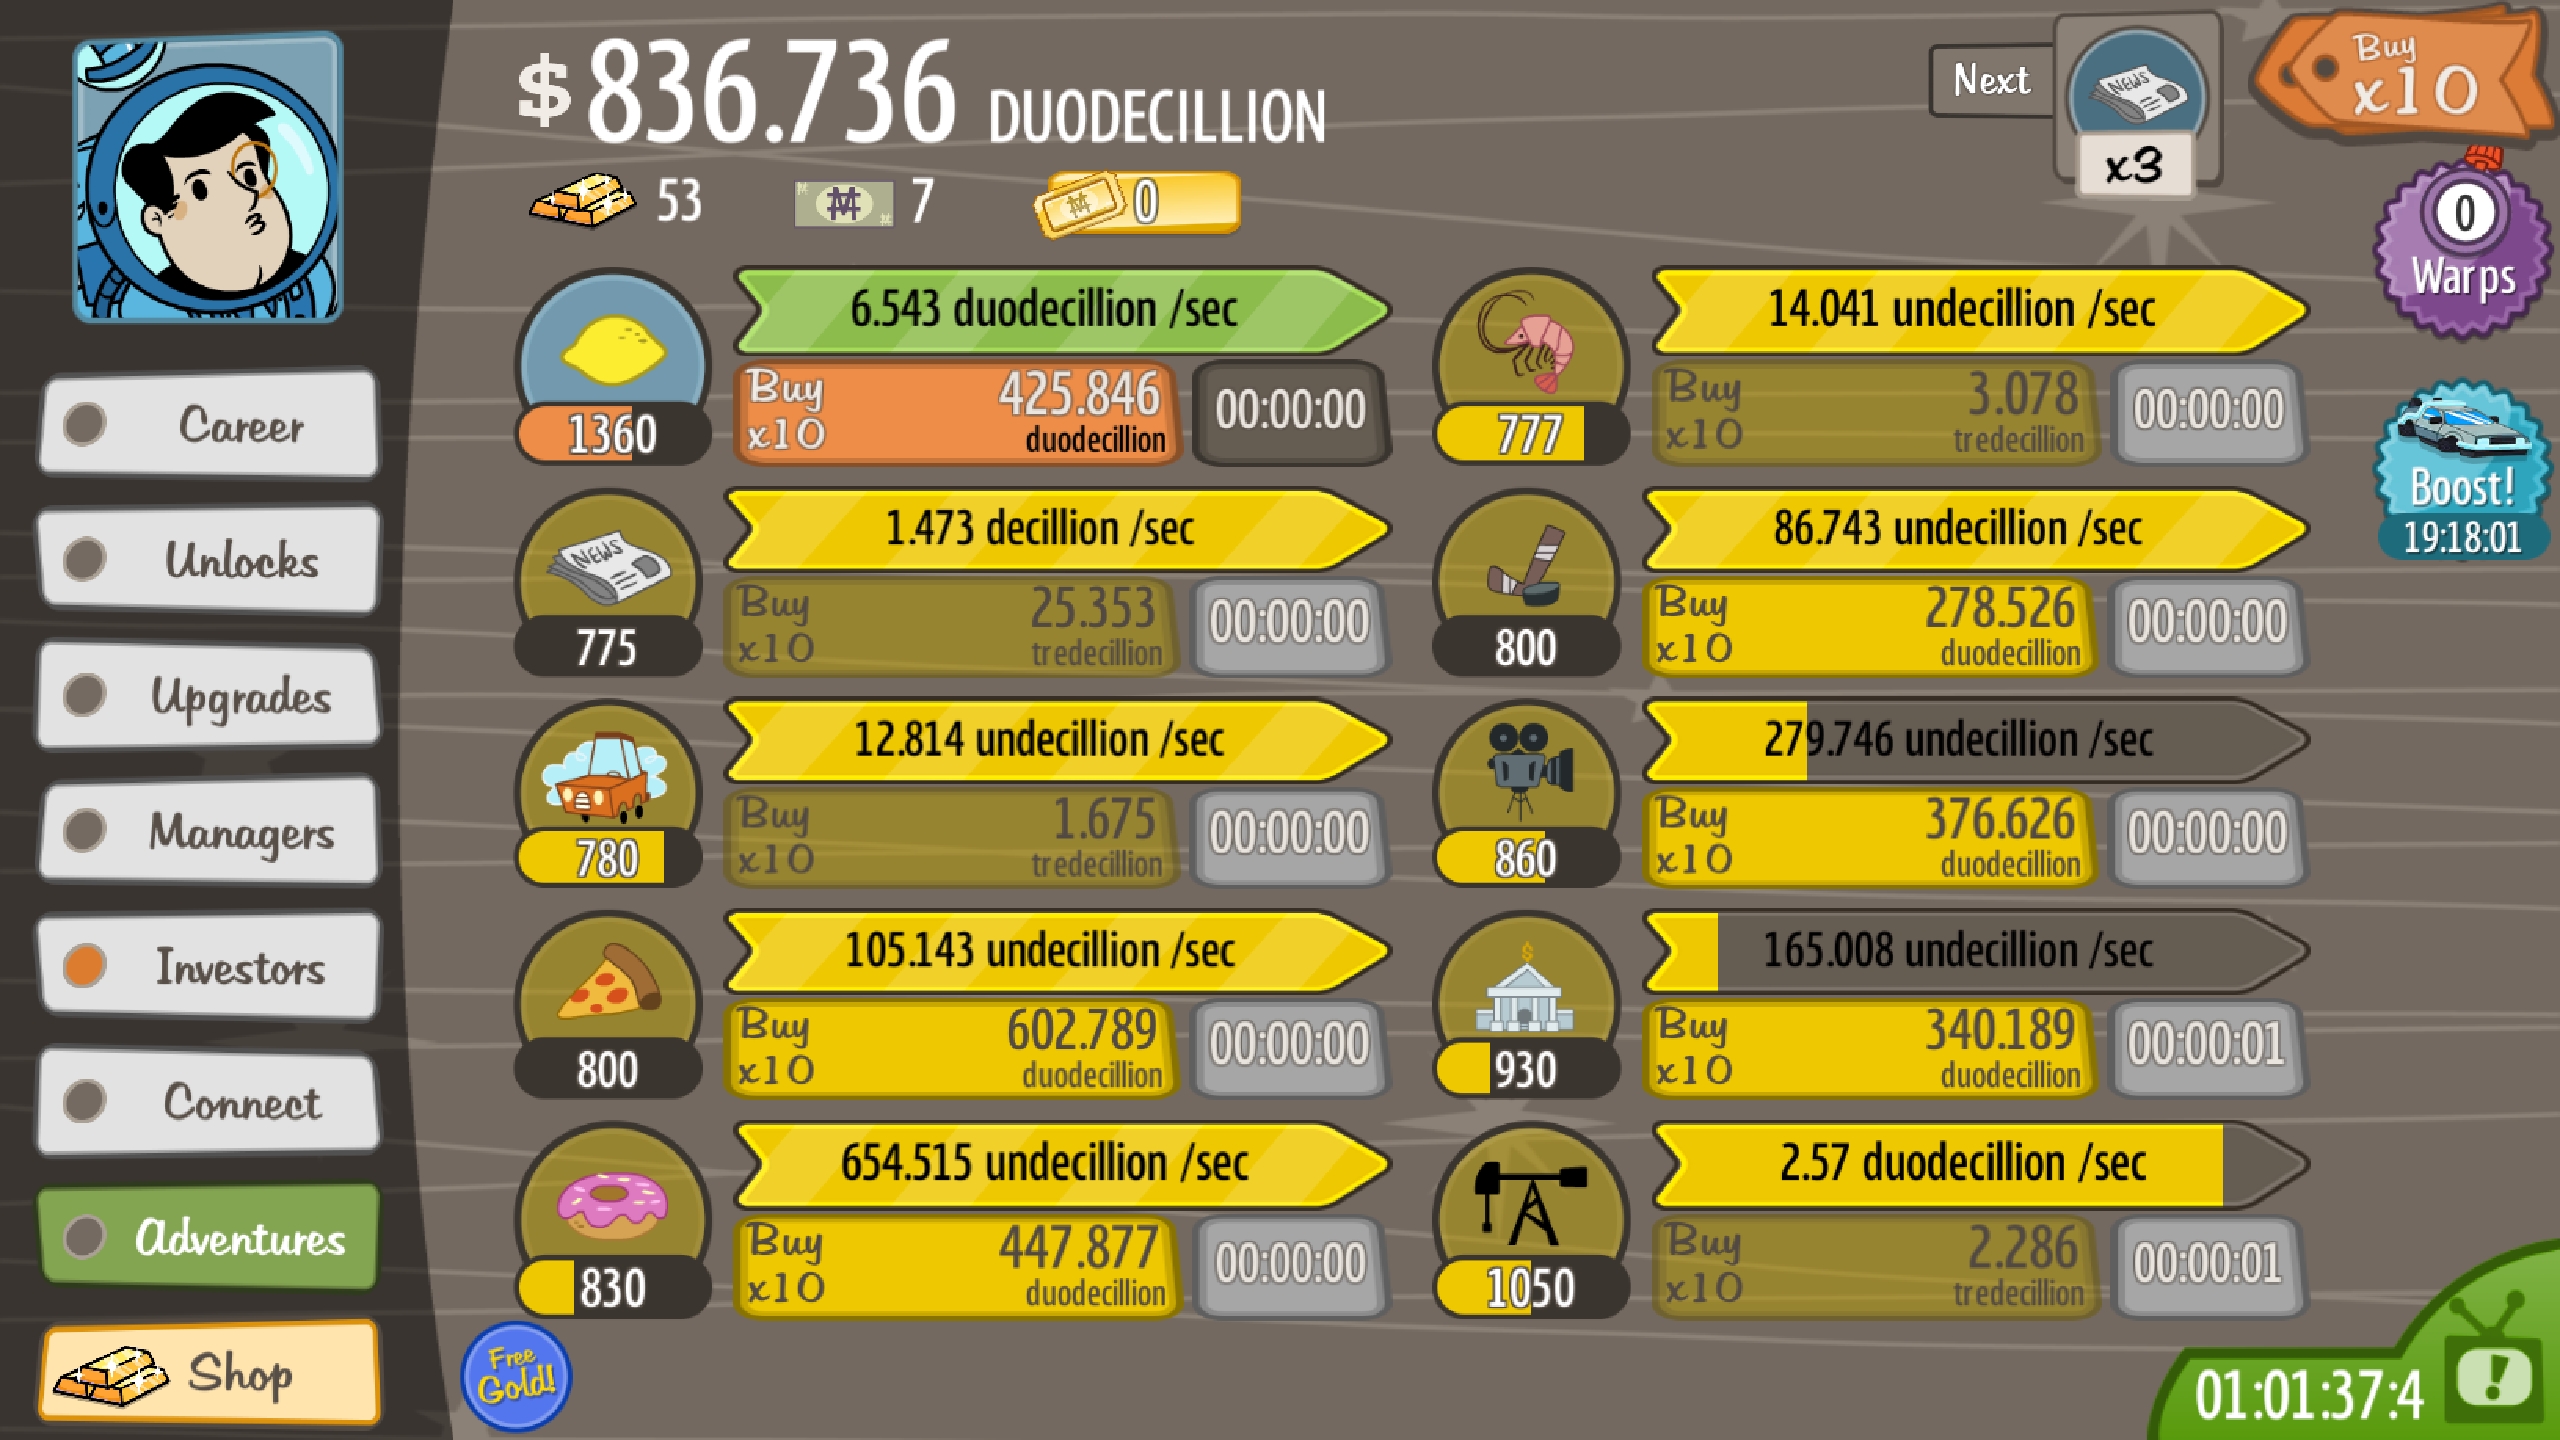 $836.736 DUODECILLION
53
7
0
Next
NEWS
x3
Buy
x10
0
Warps
Boost!
19:18:01
Career
Unlocks
Upgrades
Managers
Investors
Connect
Adventures
Shop
6.543 duodecillion /sec
Buy
x10
425.846
duodecillion
00:00:00
1360
NEWS
1.473 decillion /sec
Buy
x10
25.353
tredecillion
00:00:00
775
12.814 undecillion /sec
Buy
x10
1.675
tredecillion
00:00:00
780
105.143 undecillion /sec
Buy
x10
602.789
duodecillion
00:00:00
800
654.515 undecillion /sec
Buy
x10
447.877
duodecillion
00:00:00
830
14.041 undecillion /sec
Buy
x10
3.078
tredecillion
00:00:00
777
86.743 undecillion /sec
Buy
x10
278.526
duodecillion
00:00:00
800
279.746 undecillion /sec
Buy
x10
376.626
duodecillion
00:00:00
860
165.008 undecillion /sec
Buy
x10
340.189
duodecillion
00:00:01
930
2.57 duodecillion /sec
Buy
x10
2.286
tredecillion
00:00:01
1050
Free
Gold!
01:01:37:4
!